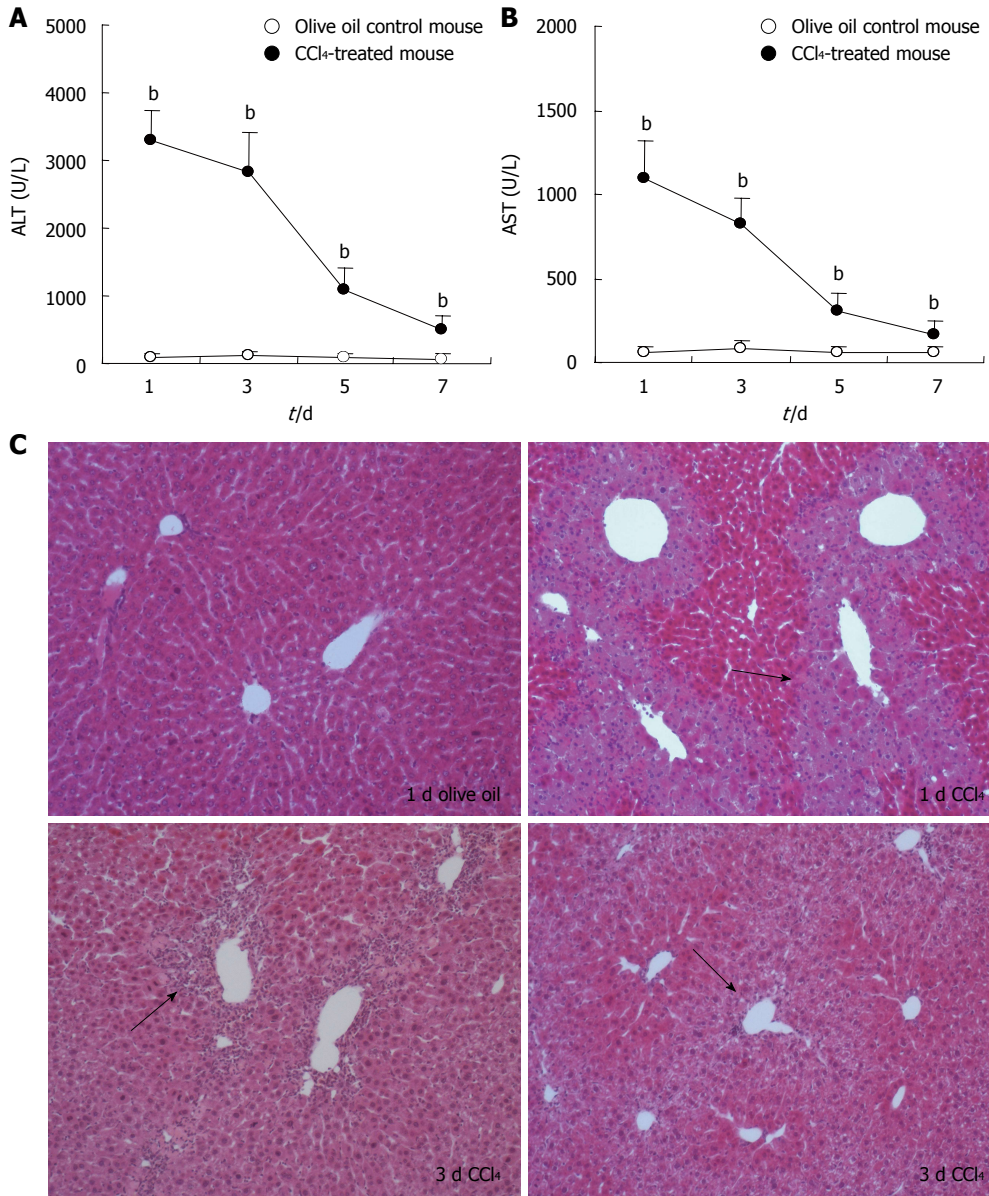 A
Olive oil control mouse
CCl₄-treated mouse
5000
4000
3000
2000
1000
0
ALT (U/L)
b
b
b
b
1 3 5 7
t/d
B
Olive oil control mouse
CCl₄-treated mouse
2000
1500
1000
500
0
AST (U/L)
b
b
b
b
1 3 5 7
t/d
C
1 d olive oil
1 d CCl₄
3 d CCl₄
3 d CCl₄